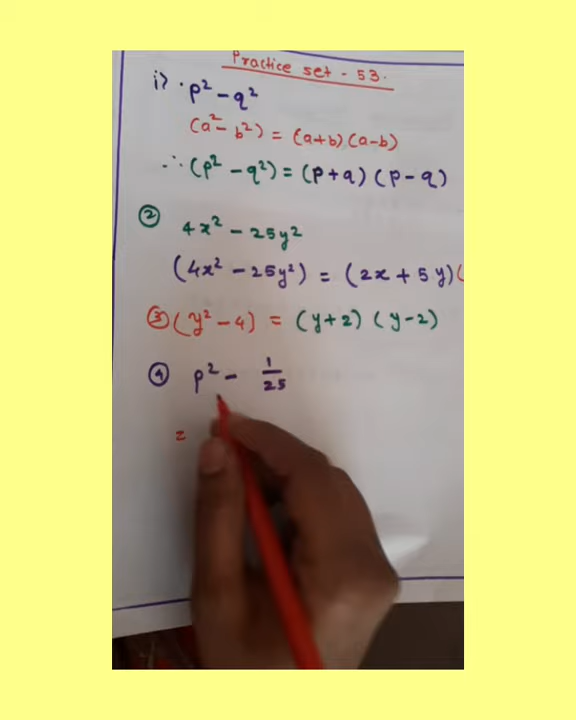 Practice set - 53.
i) p² - q²
(a² - b²) = (a+b) (a-b)
∴ (p² - q²) = (p+q) (p-q)
② 4x² - 25y²
(4x² - 25y²) = (2x + 5y) (
③ (y² - 4) = (y+2) (y-2)
④ p² - 1/25
=